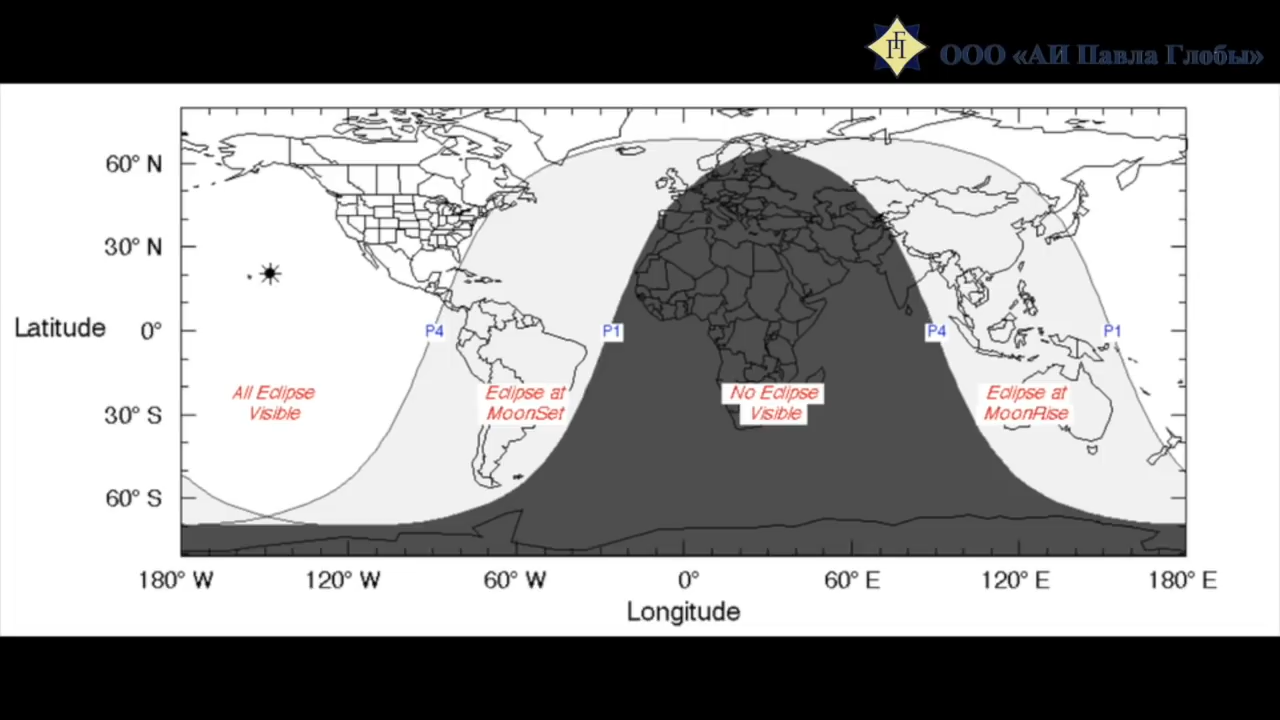 ГП
ООО «АИ Павла Глобы»
60° N
30° N
Latitude
0°
30° S
60° S
P4
P1
P4
P1
All Eclipse
Visible
Eclipse at
MoonSet
No Eclipse
Visible
Eclipse at
MoonRise
180° W
120° W
60° W
0°
60° E
120° E
180° E
Longitude